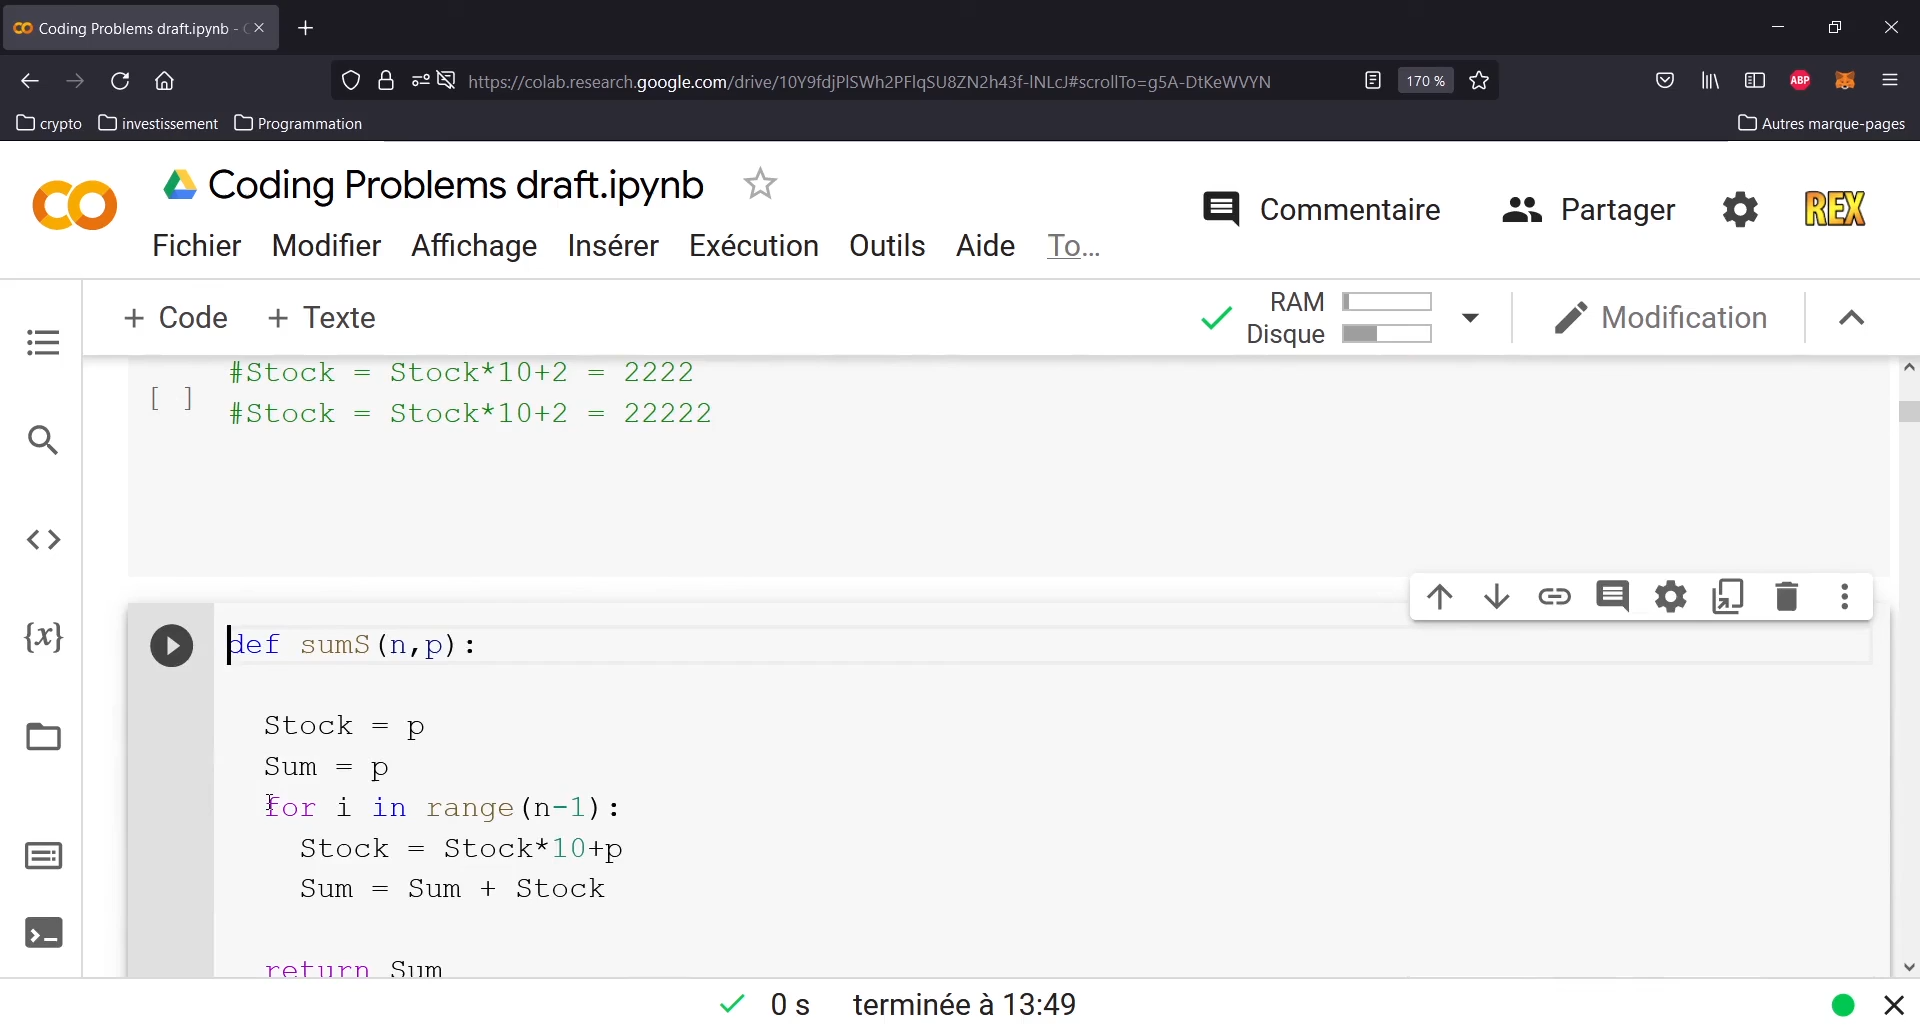 Coding Problems draft.ipynb - C
https://colab.research.google.com/drive/10Y9fdjPlSWh2PFlqSU8ZN2h43f-lNLcJ#scrollTo=g5A-DtKeWVYN
170 %
ABP
crypto
investissement
Programmation
Autres marque-pages
Coding Problems draft.ipynb
Commentaire
Partager
REX
Fichier
Modifier
Affichage
Insérer
Exécution
Outils
Aide
To...
+ Code
+ Texte
RAM
Disque
Modification
#Stock = Stock*10+2 = 2222
[ ]
#Stock = Stock*10+2 = 22222
def sumS(n,p):
Stock = p
Sum = p
for i in range(n-1):
Stock = Stock*10+p
Sum = Sum + Stock
return Sum
{x}
0 s
terminée à 13:49